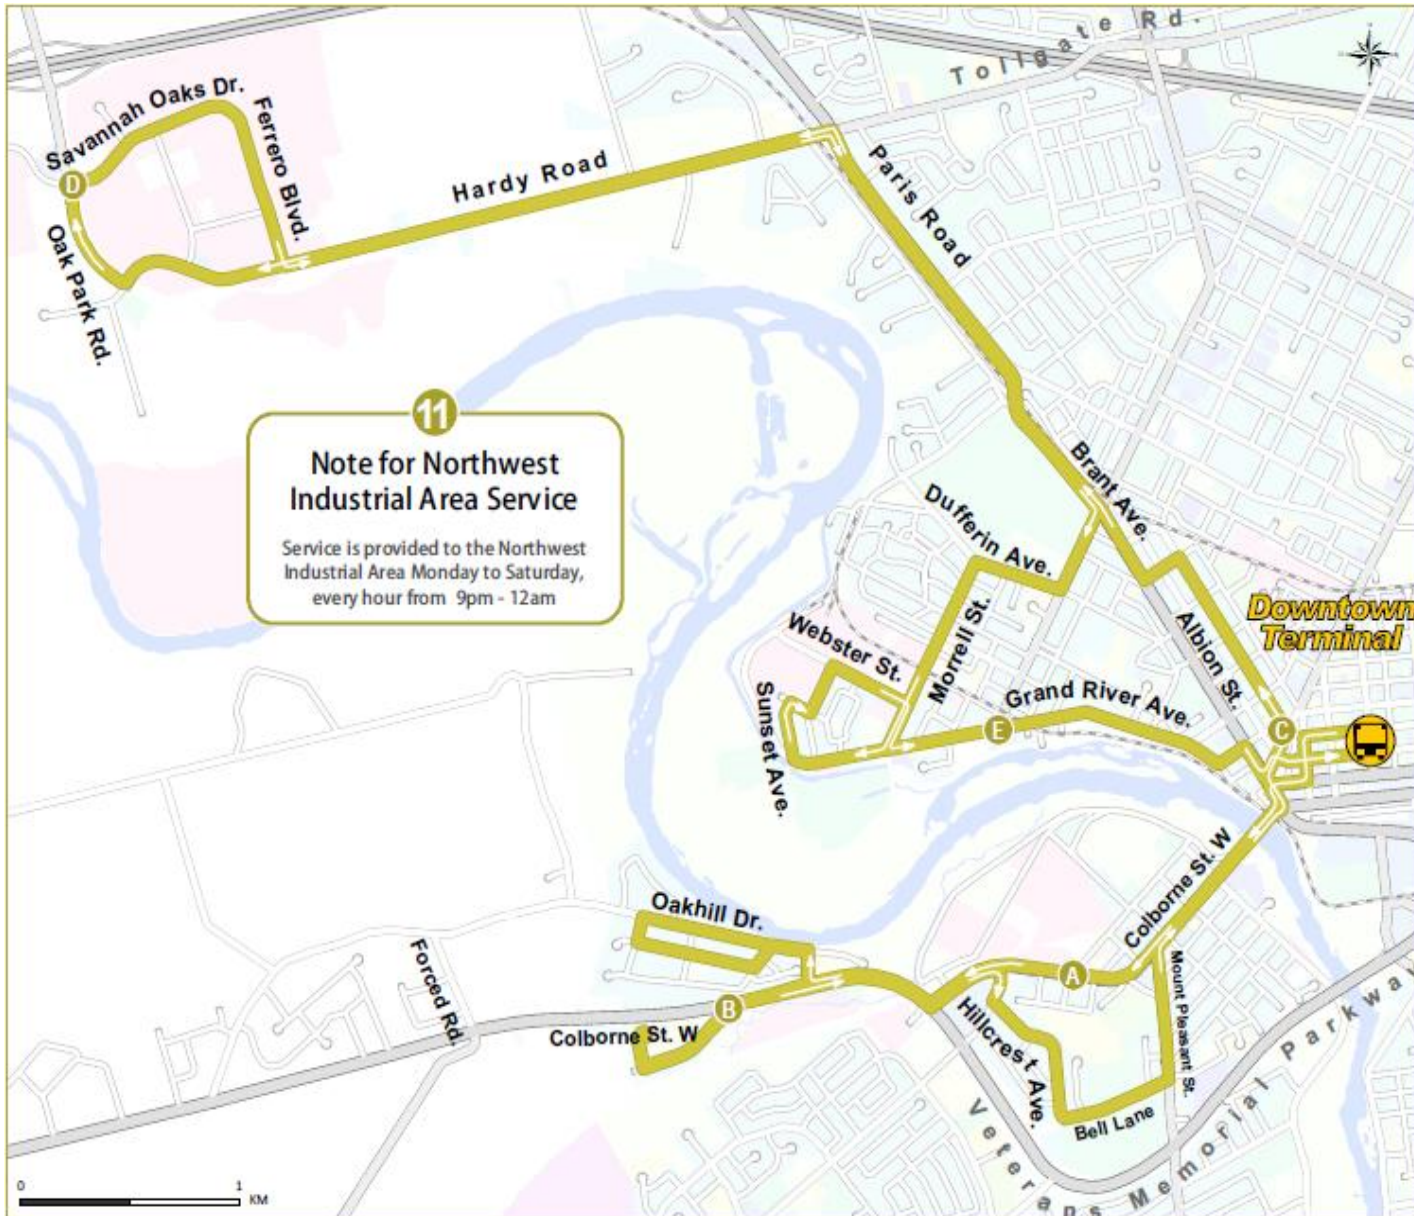 Tollgate Rd.
Savannah Oaks Dr.
Ferrero Blvd.
Hardy Road
Paris Road
D
Oak Park Rd.
11
Note for Northwest
Industrial Area Service
Service is provided to the Northwest
Industrial Area Monday to Saturday,
every hour from 9pm - 12am
Brant Ave.
Dufferin Ave.
Morrell St.
Webster St.
Albion St.
Downtown
Terminal
Sunset Ave.
Grand River Ave.
E
C
Colborne St. W
Oakhill Dr.
Forced Rd.
A
B
Colborne St. W
Hillcrest Ave.
Mount Pleasant St.
Bell Lane
Veterans Memorial Parkway
0 1
KM